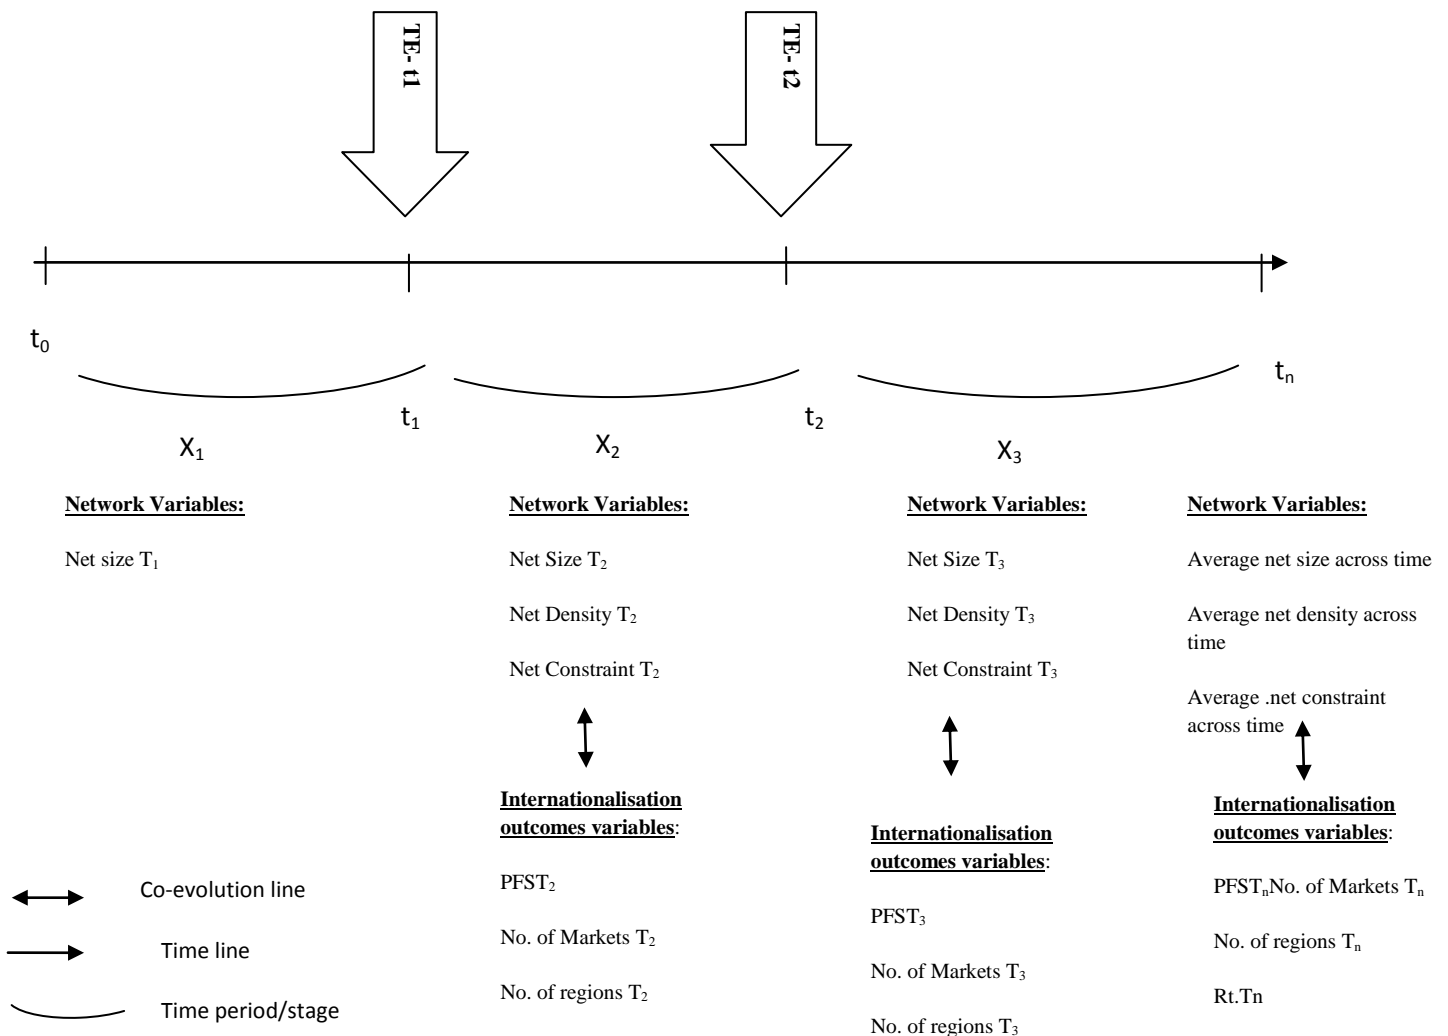 TE- t1
TE- t2
t0
tn
t1
t2
X1
X2
X3
Network Variables:
Net size T1
Network Variables:
Net Size T2
Net Density T2
Net Constraint T2
Internationalisation
outcomes variables:
PFST2
No. of Markets T2
No. of regions T2
Network Variables:
Net Size T3
Net Density T3
Net Constraint T3
Internationalisation
outcomes variables:
PFST3
No. of Markets T3
No. of regions T3
Network Variables:
Average net size across time
Average net density across
time
Average .net constraint
across time
Internationalisation
outcomes variables:
PFSTnNo. of Markets Tn
No. of regions Tn
Rt.Tn
Co-evolution line
Time line
Time period/stage